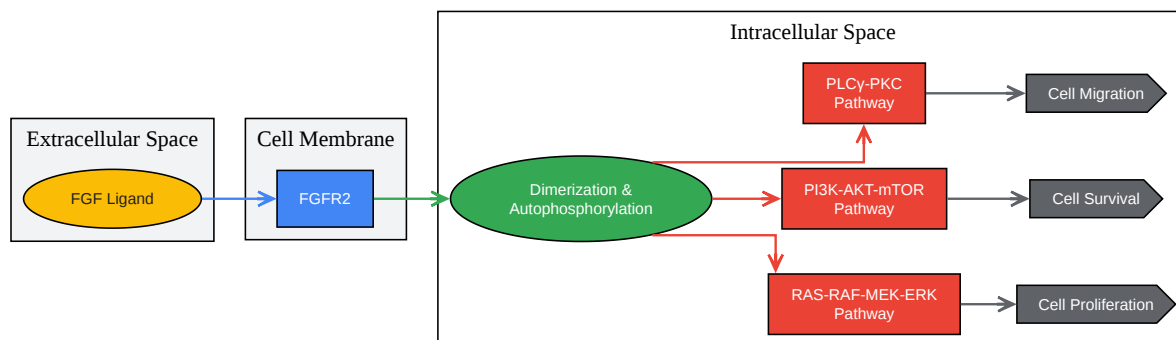 Intracellular Space
Extracellular Space
Cell Membrane
FGF Ligand
FGFR2
Dimerization &
Autophosphorylation
PLCγ-PKC
Pathway
Cell Migration
PI3K-AKT-mTOR
Pathway
Cell Survival
RAS-RAF-MEK-ERK
Pathway
Cell Proliferation